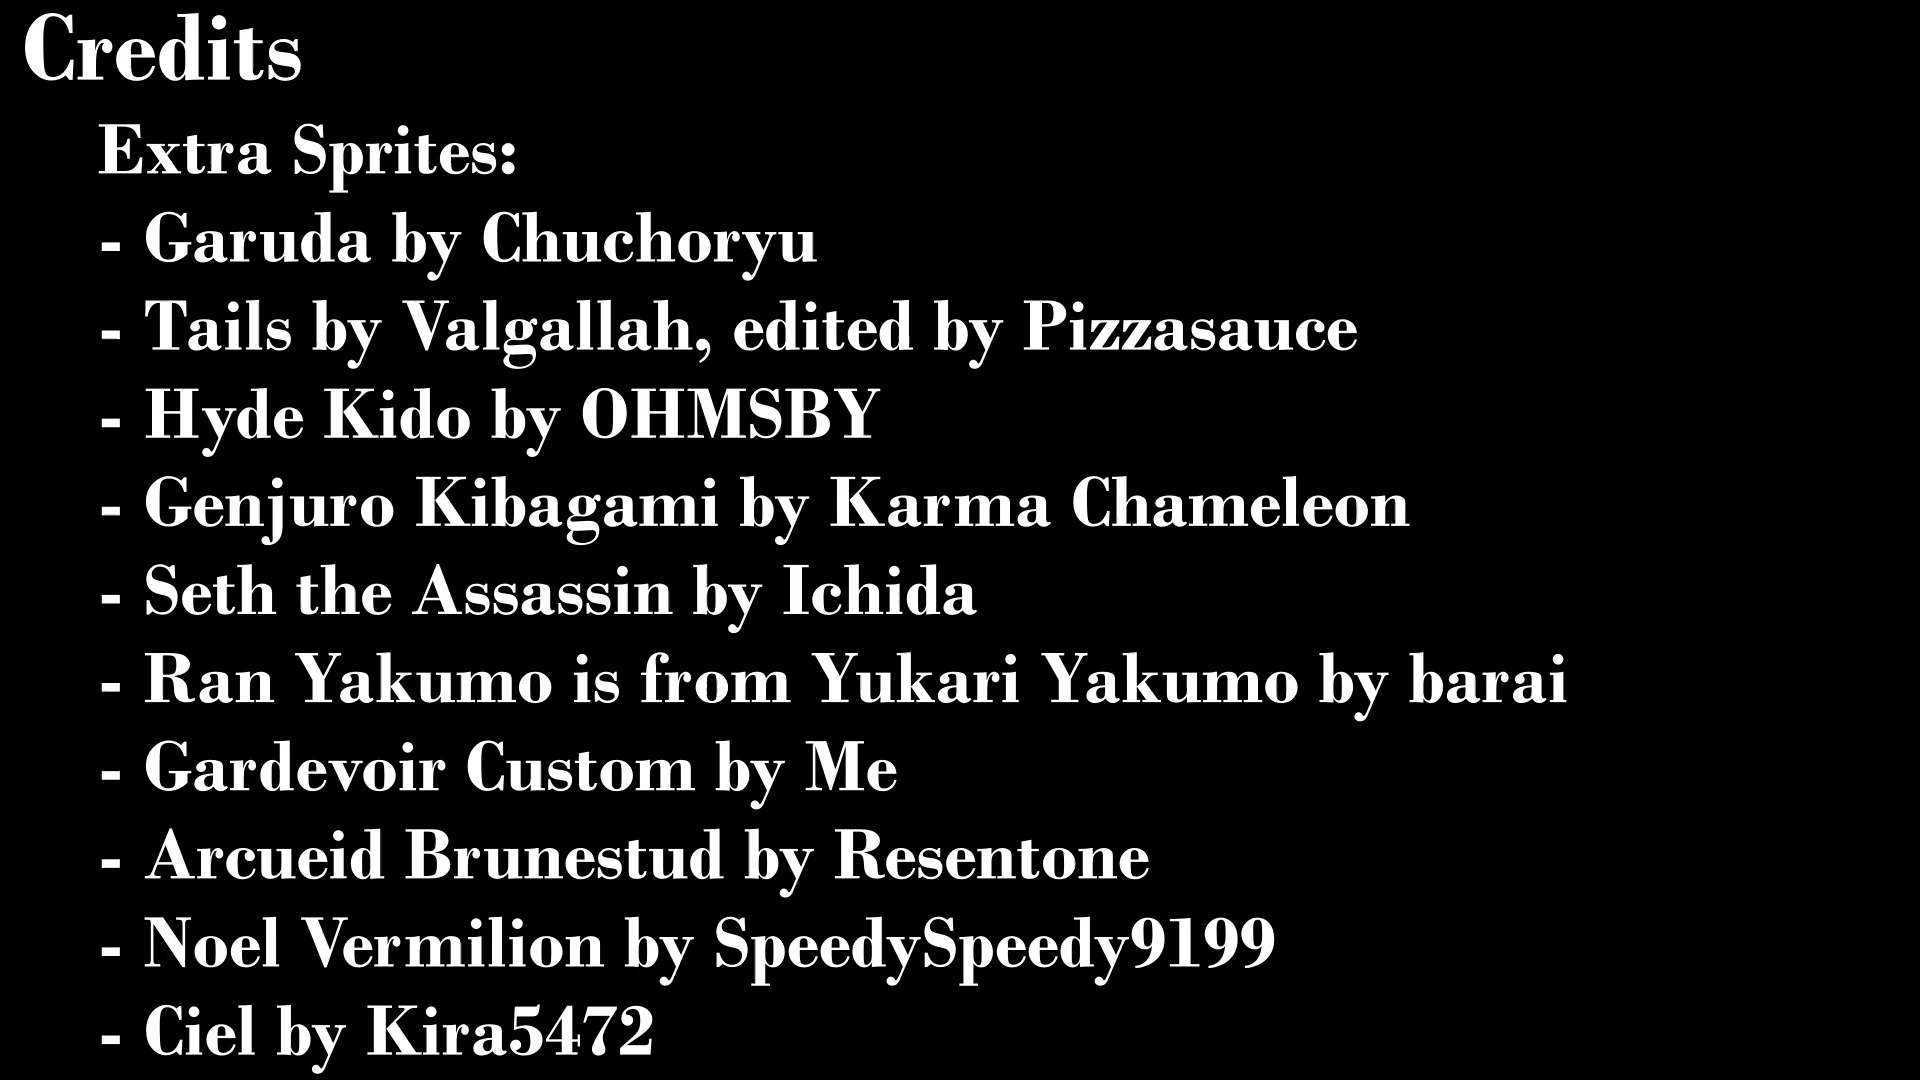 Credits
Extra Sprites:
- Garuda by Chuchoryu
- Tails by Valgallah, edited by Pizzasauce
- Hyde Kido by OHMSBY
- Genjuro Kibagami by Karma Chameleon
- Seth the Assassin by Ichida
- Ran Yakumo is from Yukari Yakumo by barai
- Gardevoir Custom by Me
- Arcueid Brunestud by Resentone
- Noel Vermilion by SpeedySpeedy9199
- Ciel by Kira5472